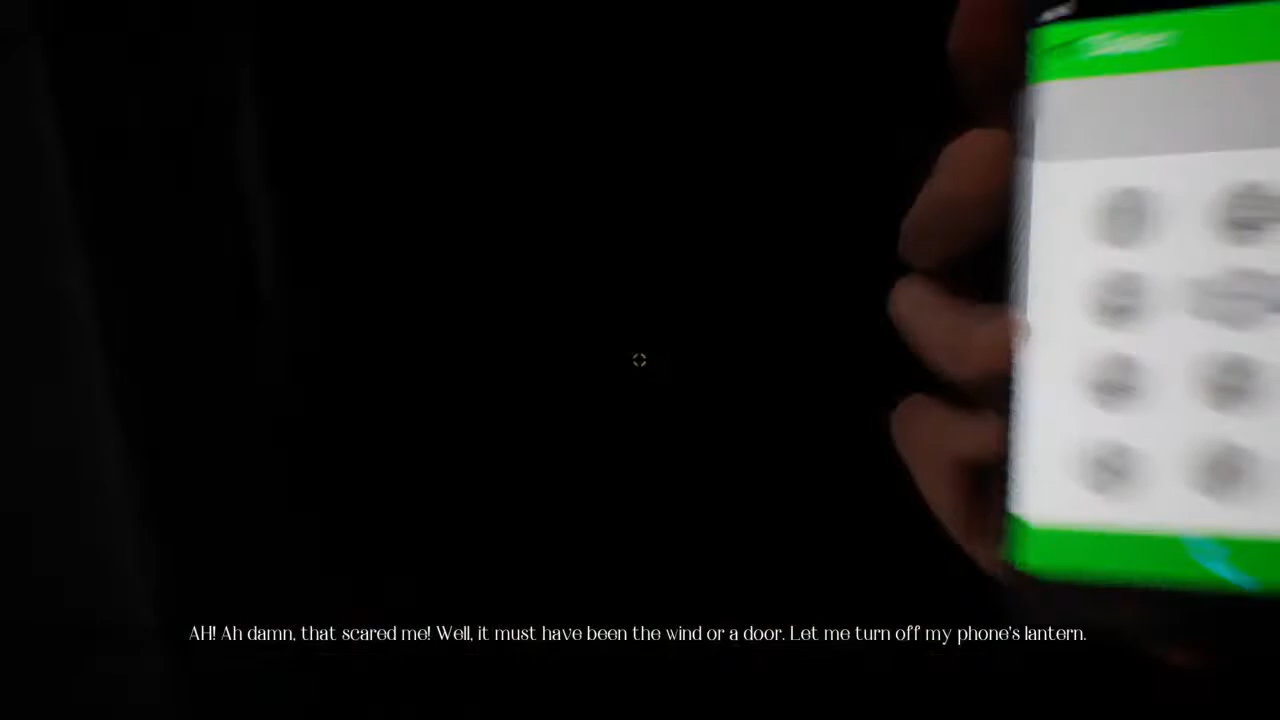 AH! Ah damn, that scared me! Well, it must have been the wind or a door. Let me turn off my phone's lantern.